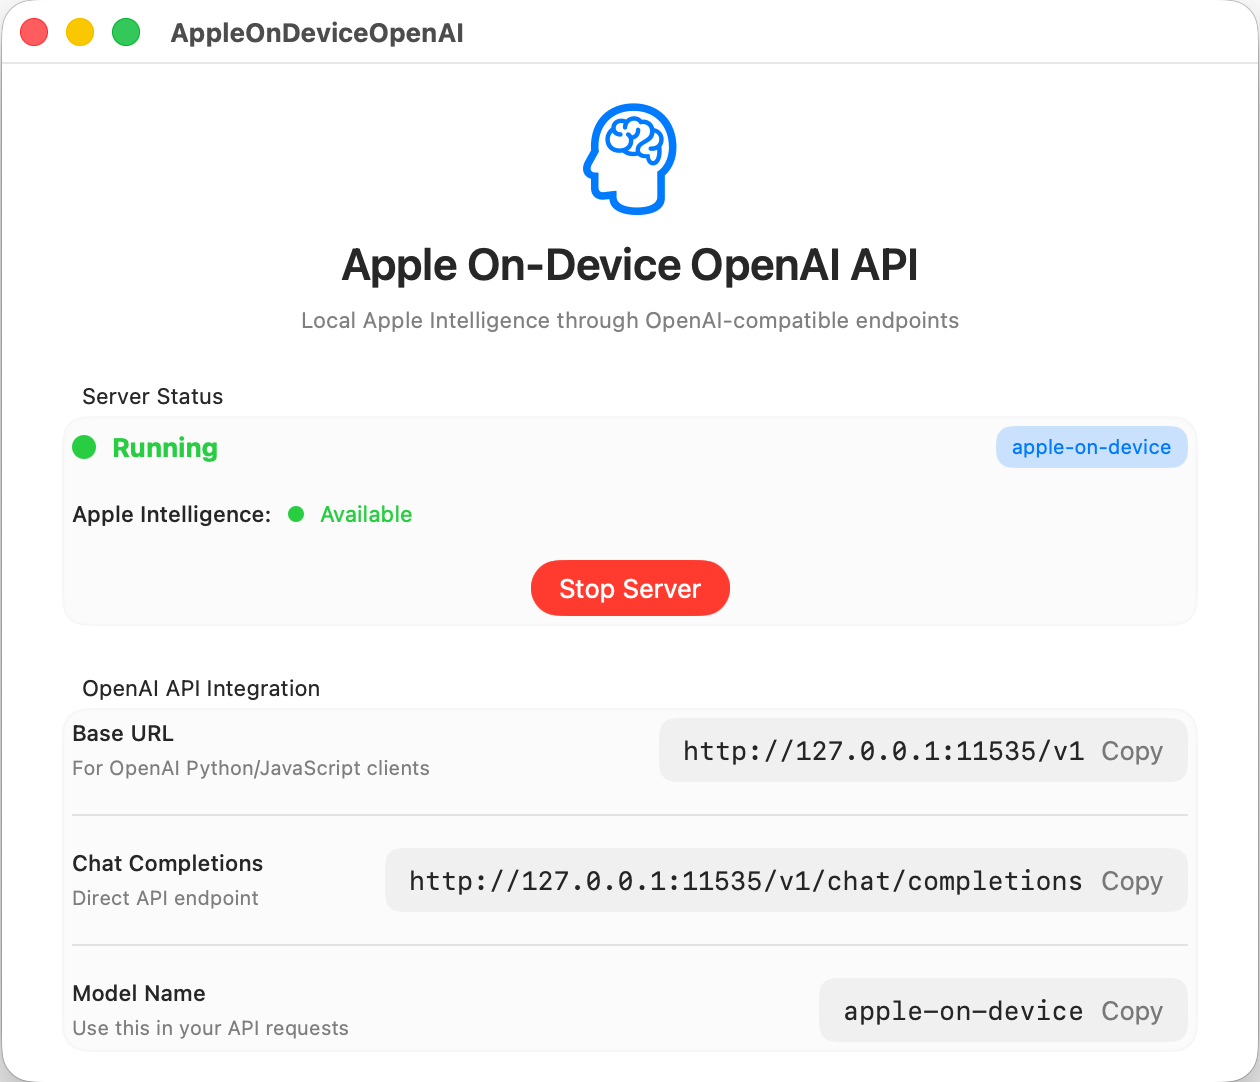 AppleOnDeviceOpenAI
Apple On-Device OpenAI API
Local Apple Intelligence through OpenAI-compatible endpoints
Server Status
Running
apple-on-device
Apple Intelligence:
Available
Stop Server
OpenAI API Integration
Base URL
For OpenAI Python/JavaScript clients
http://127.0.0.1:11535/v1 Copy
Chat Completions
Direct API endpoint
http://127.0.0.1:11535/v1/chat/completions Copy
Model Name
Use this in your API requests
apple-on-device Copy